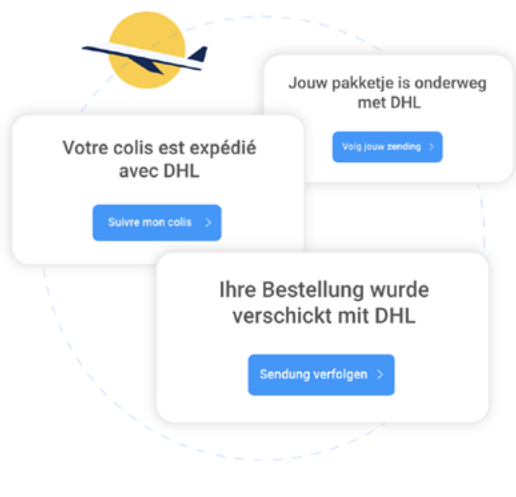 Jouw pakketje is onderweg
met DHL
Volg jouw zending
Votre colis est expédié
avec DHL
Suivre mon colis
Ihre Bestellung wurde
verschickt mit DHL
Sendung verfolgen